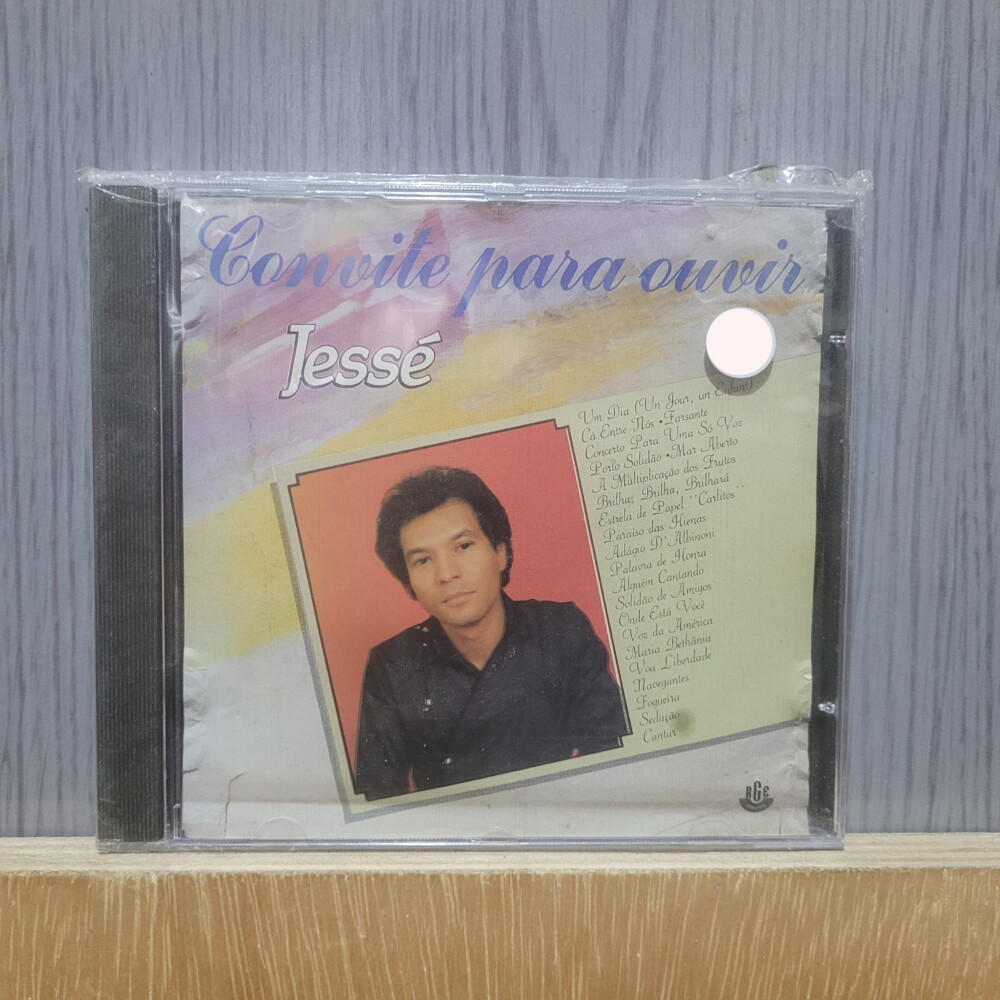 Convite para ouvir
Jessé
Um Dia (Un Jour, un Enfant)
Cá Entre Nós • Farsante
Concerto Pára Uma Só Voz
Porto Solidão • Mar Aberto
A Multiplicação dos Frutos
Brilha, Brilha, Brilhará
Estrela de Papel "Carlitos"
Paraíso das Hienas
Adágio D'Albinoni
Palavra de Honra
Alguém Cantando
Solidão de Amigos
Onde Está Você
Voz da América
Maria Bethânia
Voa Liberdade
Navegantes
Fogueira
Sedução
Cantar
RGE